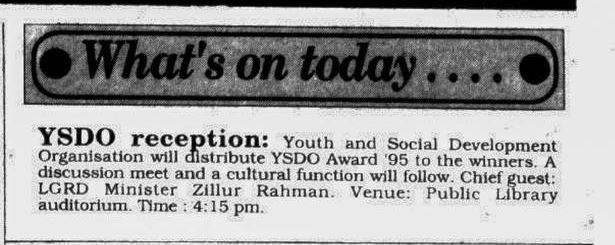 What's on today . . . .
YSDO reception: Youth and Social Development
Organisation will distribute YSDO Award '95 to the winners. A
discussion meet and a cultural function will follow. Chief guest:
LGRD Minister Zillur Rahman. Venue: Public Library
auditorium. Time : 4:15 pm.